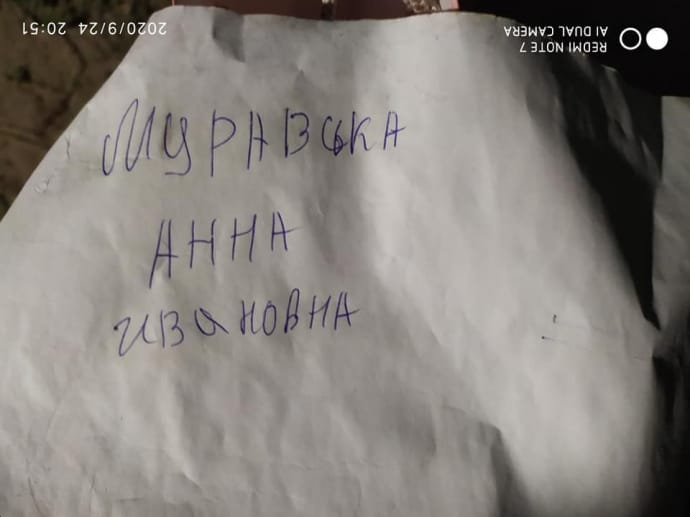 МУРАВСЬКА
АННА
ИВаНОВНА
REDMI NOTE 7
AI DUAL CAMERA
2020/9/24 20:51